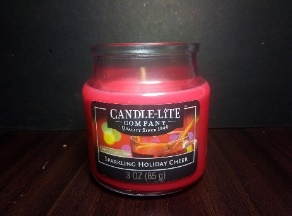 CANDLE-LITE
COMPANY
QUALITY SINCE 1840
SPARKLING HOLIDAY CHEER
3 OZ (85 g)